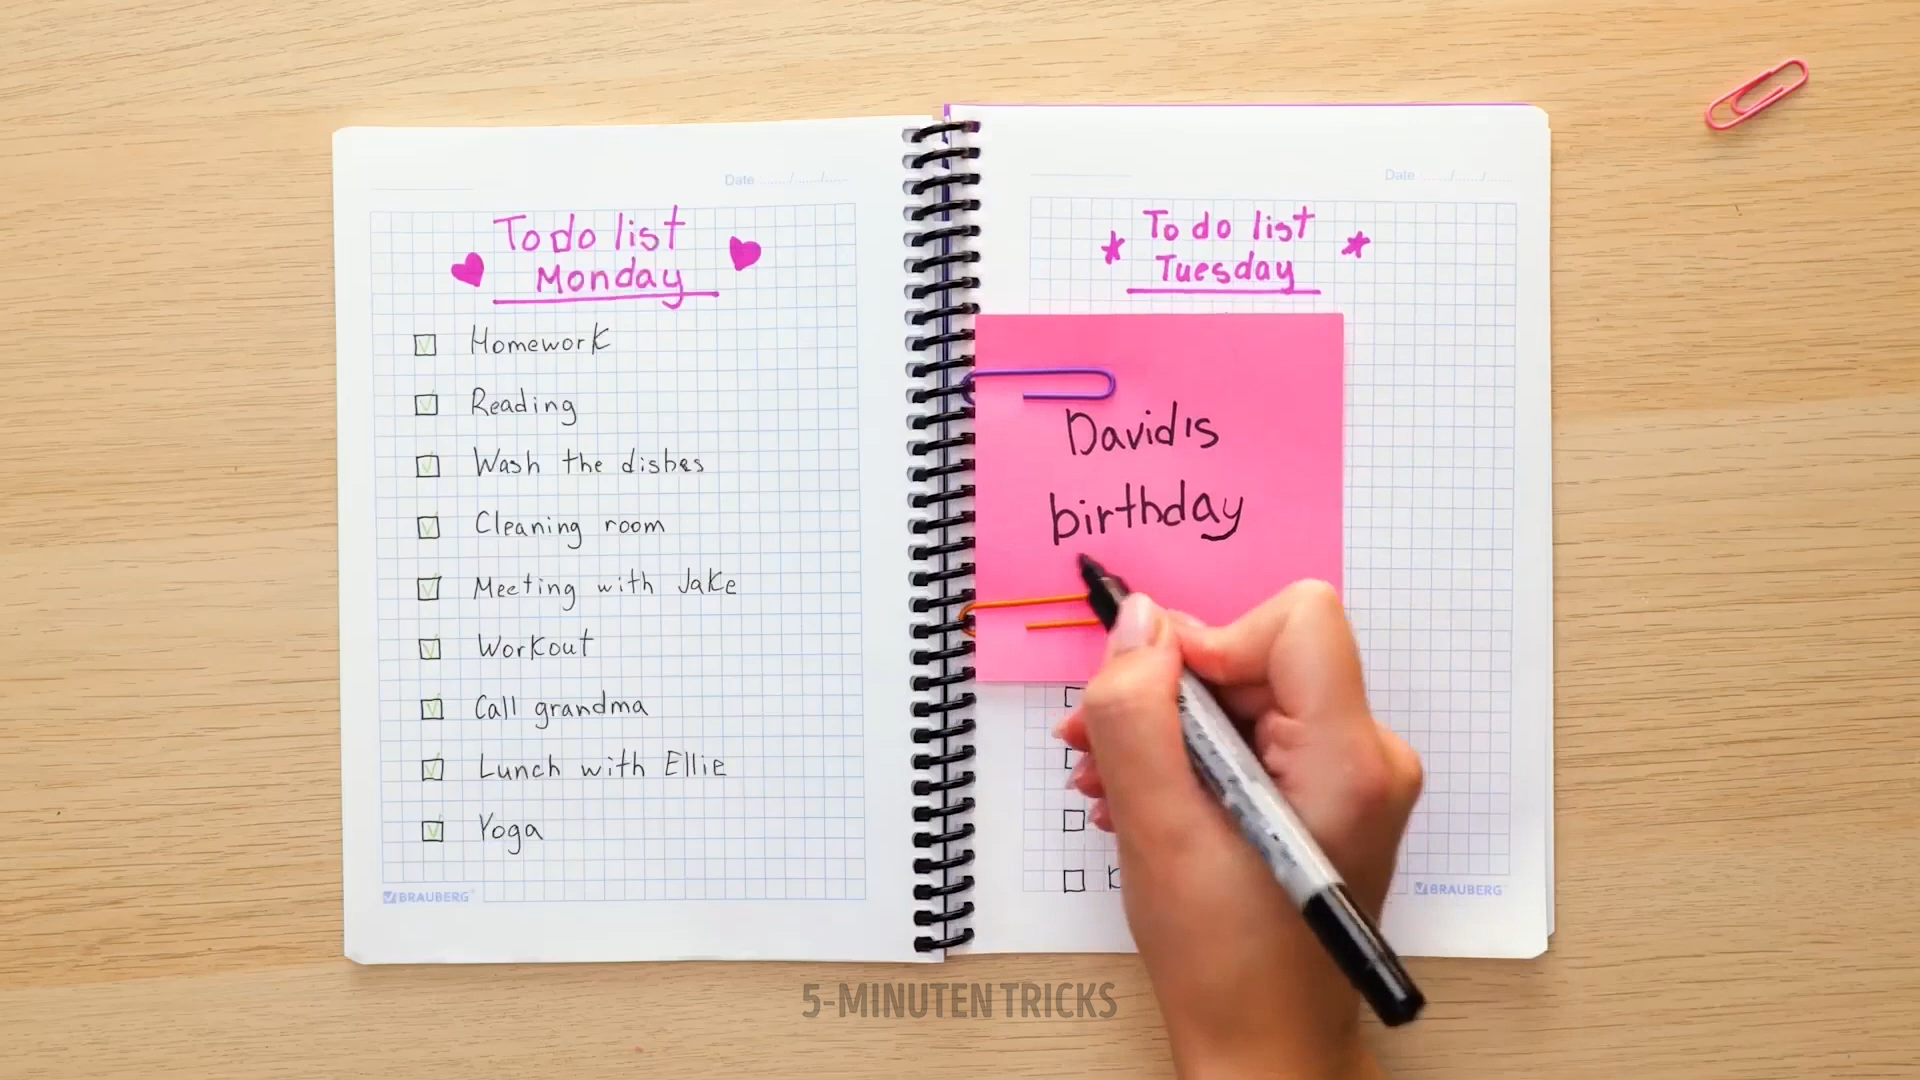 Date ......./......./......
To do list
Monday
Homework
Reading
Wash the dishes
Cleaning room
Meeting with Jake
Workout
Call grandma
Lunch with Ellie
Yoga
BRAUBERG
Date ......./......./......
To do list
Tuesday
David's
birthday
BRAUBERG
5-MINUTEN TRICKS